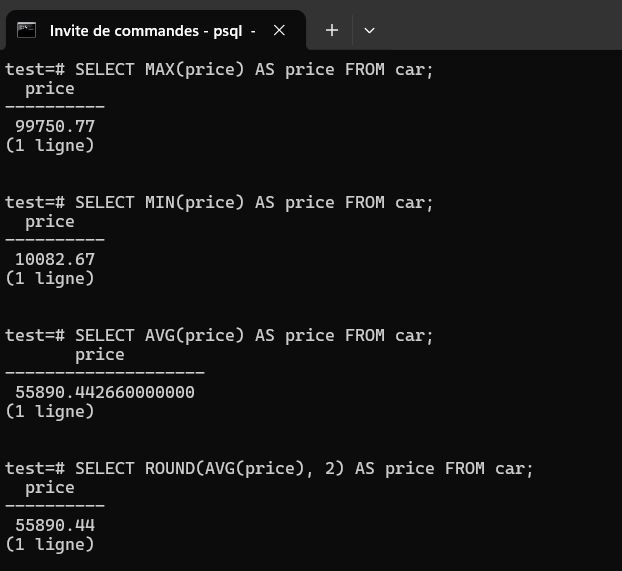 Invite de commandes - psql -
test=# SELECT MAX(price) AS price FROM car;
  price
----------
 99750.77
(1 ligne)
test=# SELECT MIN(price) AS price FROM car;
  price
----------
 10082.67
(1 ligne)
test=# SELECT AVG(price) AS price FROM car;
       price
--------------------
 55890.442660000000
(1 ligne)
test=# SELECT ROUND(AVG(price), 2) AS price FROM car;
  price
----------
 55890.44
(1 ligne)